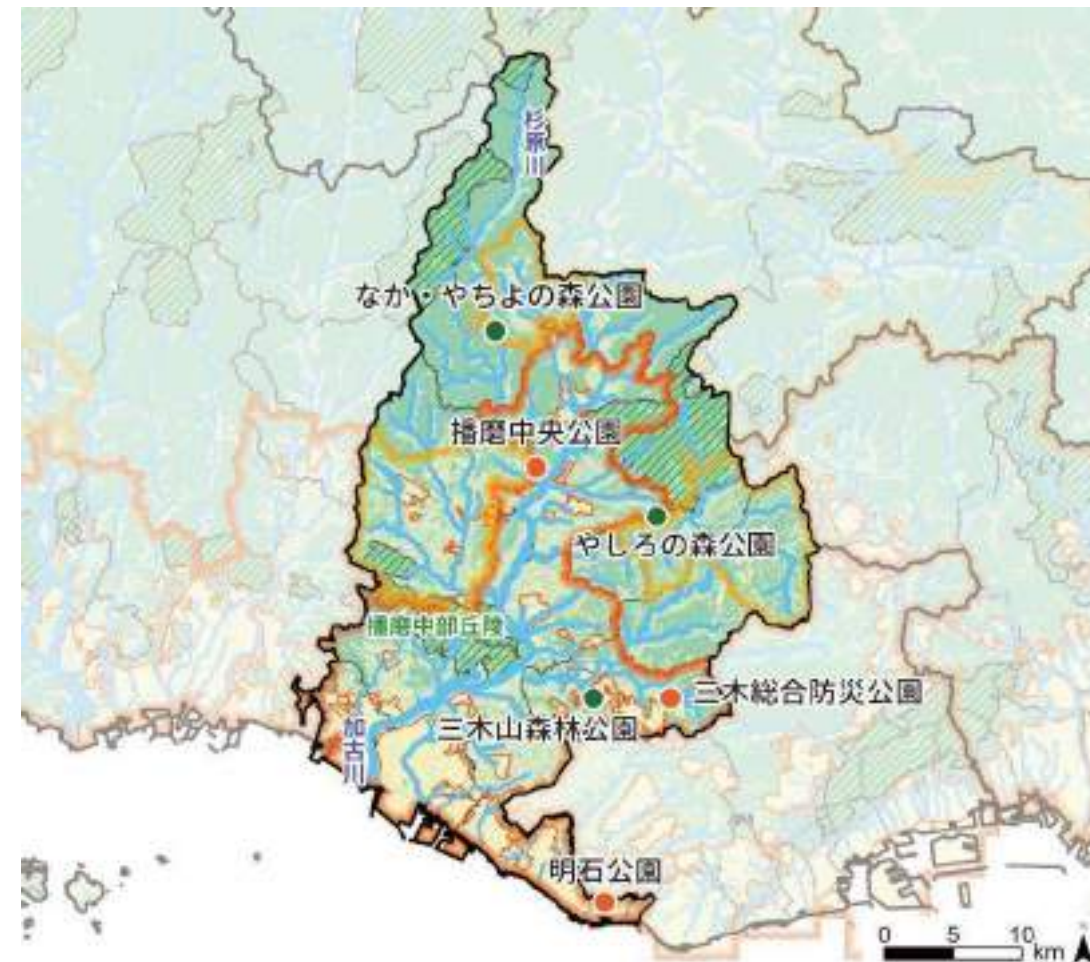 杉原川
なか・やちよの森公園
播磨中央公園
やしろの森公園
播磨中部丘陵
三木総合防災公園
三木山森林公園
加古川
明石公園
0 5 10 km